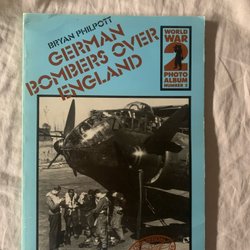 BRYAN PHILPOTT
GERMAN
BOMBERS OVER
ENGLAND
WORLD
WAR
2
PHOTO
ALBUM
NUMBER 2